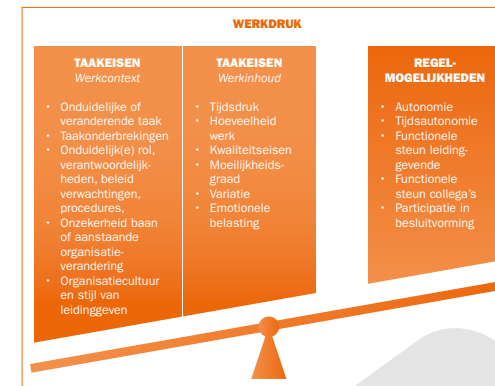 WERKDRUK
TAAKEISEN
Werkcontext
• Onduidelijke of
veranderende taak
• Taakonderbrekingen
• Onduidelijk(e) rol,
verantwoordelijk-
heden, beleid
verwachtingen,
procedures,
• Onzekerheid baan
of aanstaande
organisatie-
verandering
• Organisatiecultuur
en stijl van
leidinggeven
TAAKEISEN
Werkinhoud
• Tijdsdruk
• Hoeveelheid
werk
• Kwaliteitseisen
• Moeilijkheids-
graad
• Variatie
• Emotionele
belasting
REGEL-
MOGELIJKHEDEN
• Autonomie
• Tijdsautonomie
• Functionele
steun leiding-
gevende
• Functionele
steun collega's
• Participatie in
besluitvorming